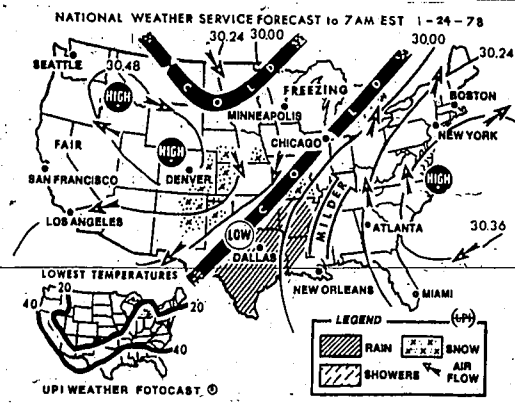 NATIONAL WEATHER SERVICE FORECAST to 7AM EST 1-24-78
30.24 30.00
30.00
30.24
SEATTLE
30.48
HIGH
COLD
FREEZING
MINNEAPOLIS
BOSTON
NEW YORK
CHICAGO
COLD
FAIR
HIGH
DENVER
HIGH
SAN FRANCISCO
LOS ANGELES
LOW
DALLAS
MILDER
ATLANTA
30.36
NEW ORLEANS
MIAMI
LOWEST TEMPERATURES
20
40
20
40
UPI WEATHER FOTOCAST ©
LEGEND
UPI
RAIN
SNOW
SHOWERS
AIR
FLOW